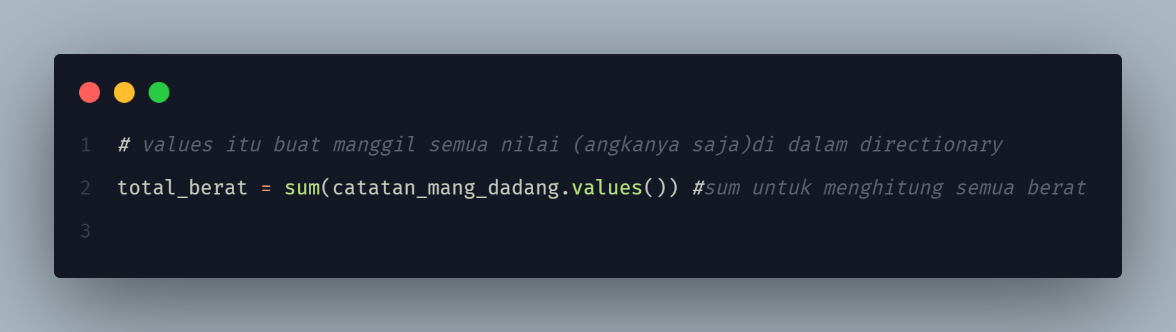 1 # values itu buat manggil semua nilai (angkanya saja)di dalam directionary
2 total_berat = sum(catatan_mang_dadang.values()) #sum untuk menghitung semua berat
3